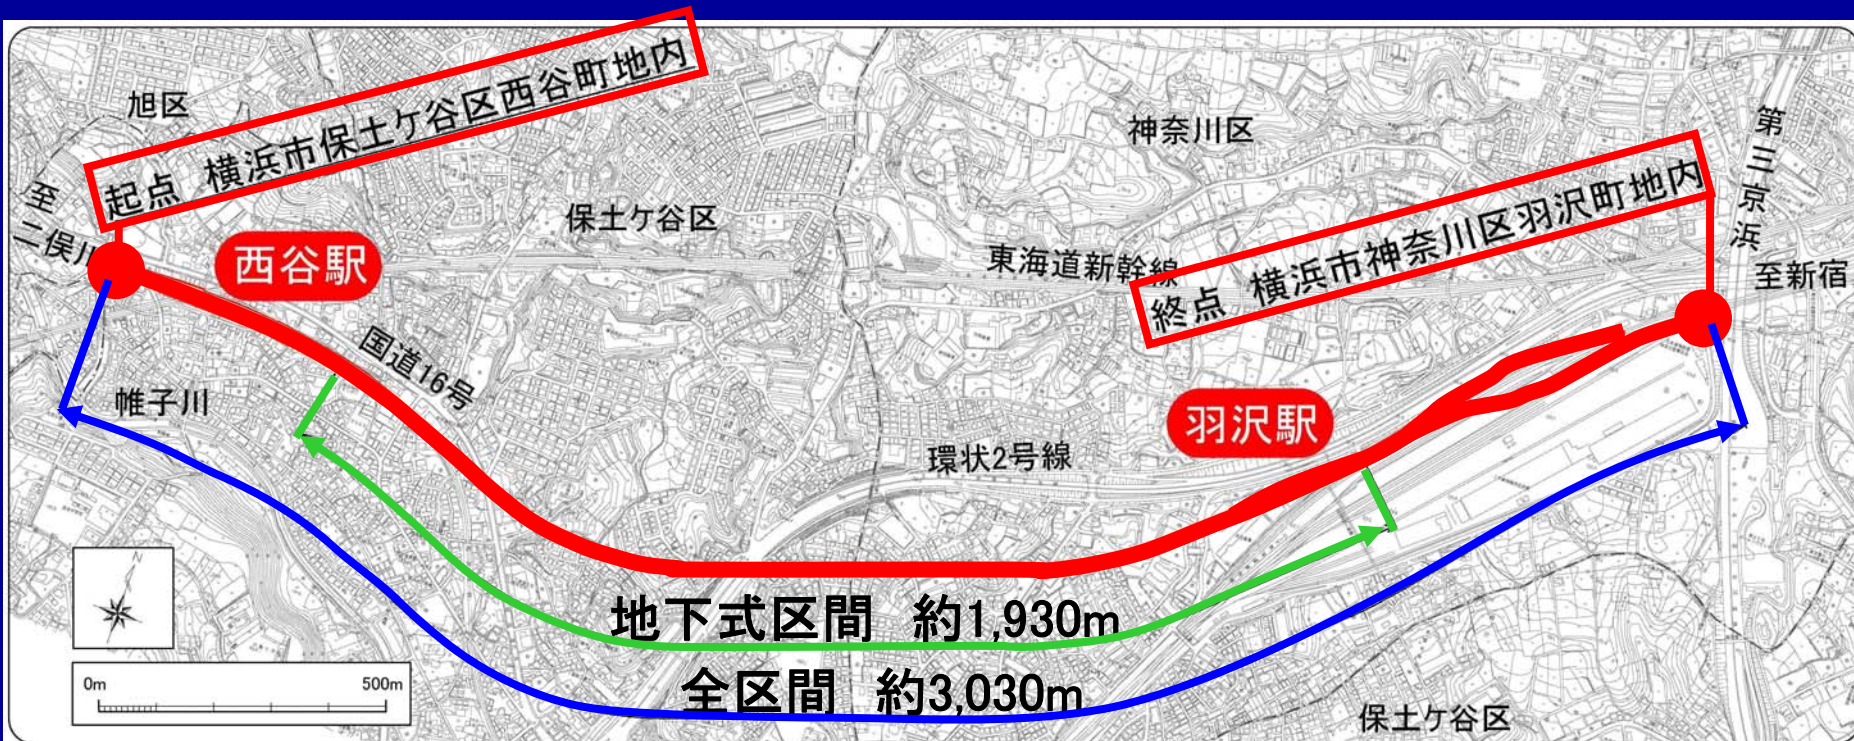 旭区
起点 横浜市保土ケ谷区西谷町地内
神奈川区
第三京浜
至二俣川
保土ケ谷区
終点 横浜市神奈川区羽沢町地内
西谷駅
東海道新幹線
至新宿
国道16号
帷子川
羽沢駅
環状2号線
地下式区間 約1,930m
全区間 約3,030m
N
0m 500m
保土ケ谷区